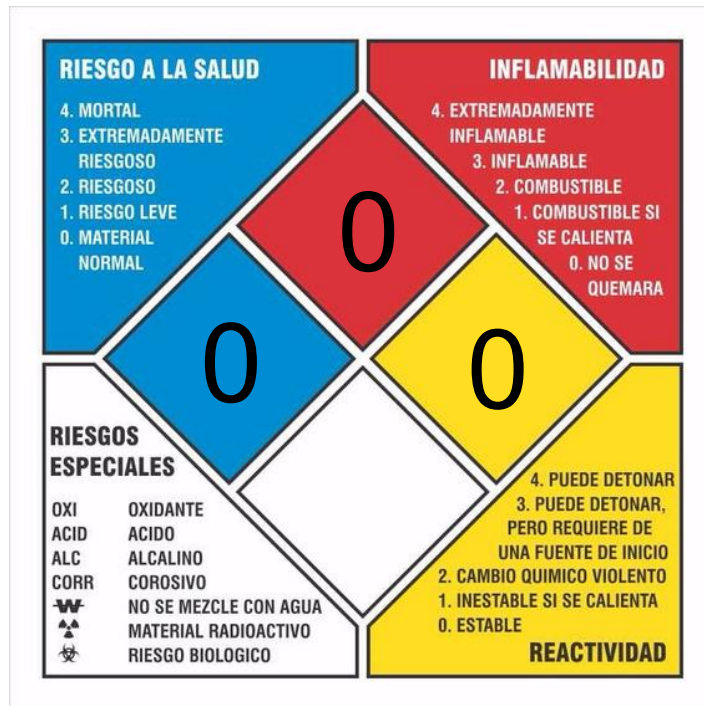 RIESGO A LA SALUD
4. MORTAL
3. EXTREMADAMENTE
RIESGOSO
2. RIESGOSO
1. RIESGO LEVE
0. MATERIAL
NORMAL
INFLAMABILIDAD
4. EXTREMADAMENTE
INFLAMABLE
3. INFLAMABLE
2. COMBUSTIBLE
1. COMBUSTIBLE SI
SE CALIENTA
0. NO SE
QUEMARA
0
0
0
RIESGOS
ESPECIALES
OXI OXIDANTE
ACID ACIDO
ALC ALCALINO
CORR COROSIVO
W NO SE MEZCLE CON AGUA
MATERIAL RADIOACTIVO
RIESGO BIOLOGICO
4. PUEDE DETONAR
3. PUEDE DETONAR,
PERO REQUIERE DE
UNA FUENTE DE INICIO
2. CAMBIO QUIMICO VIOLENTO
1. INESTABLE SI SE CALIENTA
0. ESTABLE
REACTIVIDAD